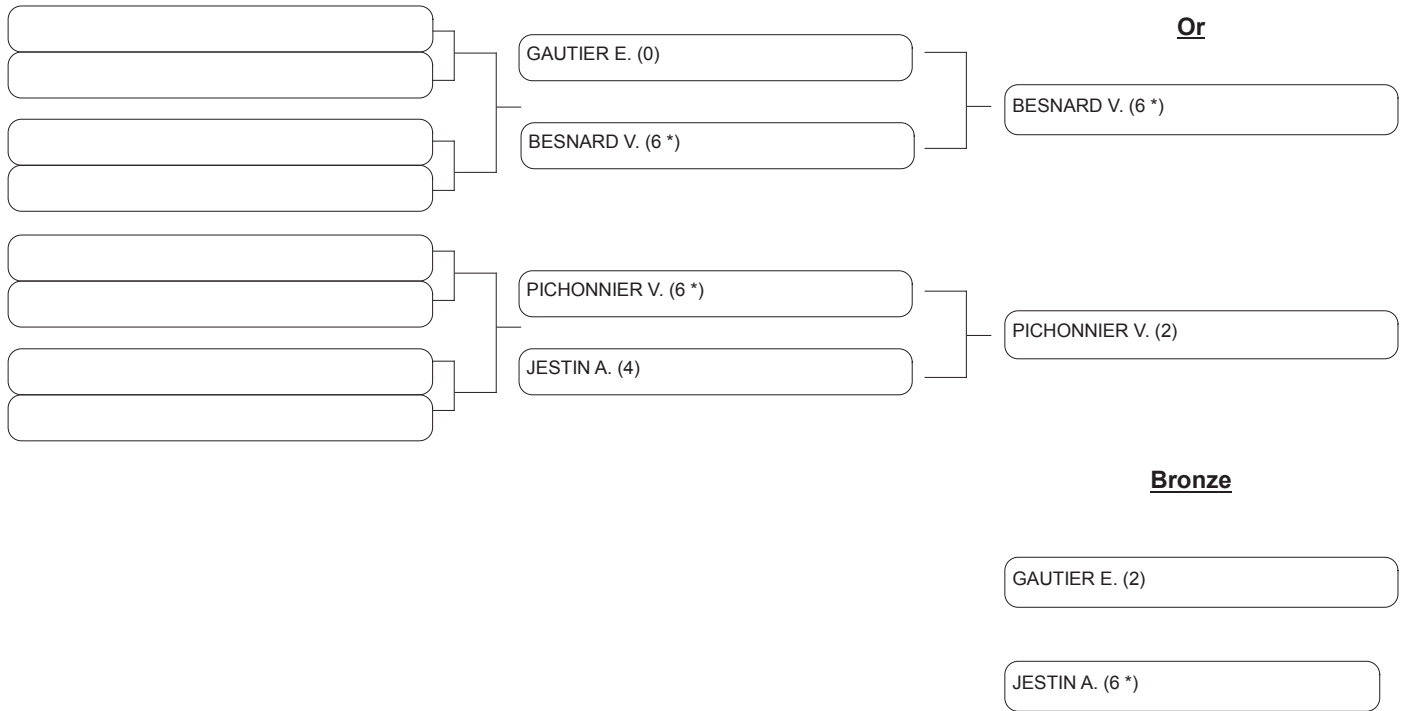 Or
GAUTIER E. (0)
BESNARD V. (6 *)
BESNARD V. (6 *)
PICHONNIER V. (6 *)
JESTIN A. (4)
PICHONNIER V. (2)
Bronze
GAUTIER E. (2)
JESTIN A. (6 *)